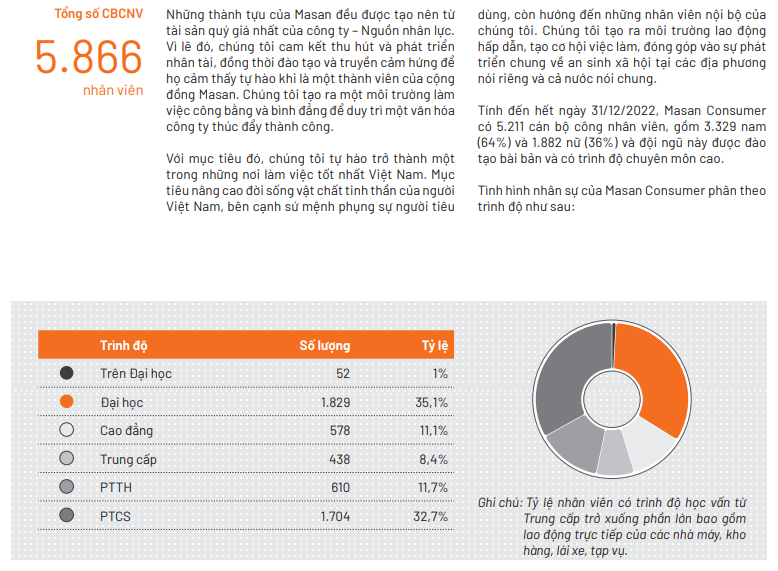 Tổng số CBCNV
5.866
nhân viên
Những thành tựu của Masan đều được tạo nên từ
tài sản quý giá nhất của công ty – Nguồn nhân lực.
Vì lẽ đó, chúng tôi cam kết thu hút và phát triển
nhân tài, đồng thời đào tạo và truyền cảm hứng để
họ cảm thấy tự hào khi là một thành viên của cộng
đồng Masan. Chúng tôi tạo ra một môi trường làm
việc công bằng và bình đẳng để duy trì một văn hóa
công ty thúc đẩy thành công.
Với mục tiêu đó, chúng tôi tự hào trở thành một
trong những nơi làm việc tốt nhất Việt Nam. Mục
tiêu nâng cao đời sống vật chất tinh thần của người
Việt Nam, bên cạnh sứ mệnh phụng sự người tiêu
dùng, còn hướng đến những nhân viên nội bộ của
chúng tôi. Chúng tôi tạo ra môi trường lao động
hấp dẫn, tạo cơ hội việc làm, đóng góp vào sự phát
triển chung về an sinh xã hội tại các địa phương
nói riêng và cả nước nói chung.
Tính đến hết ngày 31/12/2022, Masan Consumer
có 5.211 cán bộ công nhân viên, gồm 3.329 nam
(64%) và 1.882 nữ (36%) và đội ngũ này được đào
tạo bài bản và có trình độ chuyên môn cao.
Tình hình nhân sự của Masan Consumer phân theo
trình độ như sau:
Trình độ Số lượng Tỷ lệ
Trên Đại học 52 1%
Đại học 1.829 35,1%
Cao đẳng 578 11,1%
Trung cấp 438 8,4%
PTTH 610 11,7%
PTCS 1.704 32,7%
Ghi chú: Tỷ lệ nhân viên có trình độ học vấn từ
Trung cấp trở xuống phần lớn bao gồm
lao động trực tiếp của các nhà máy, kho
hàng, lái xe, tạp vụ.